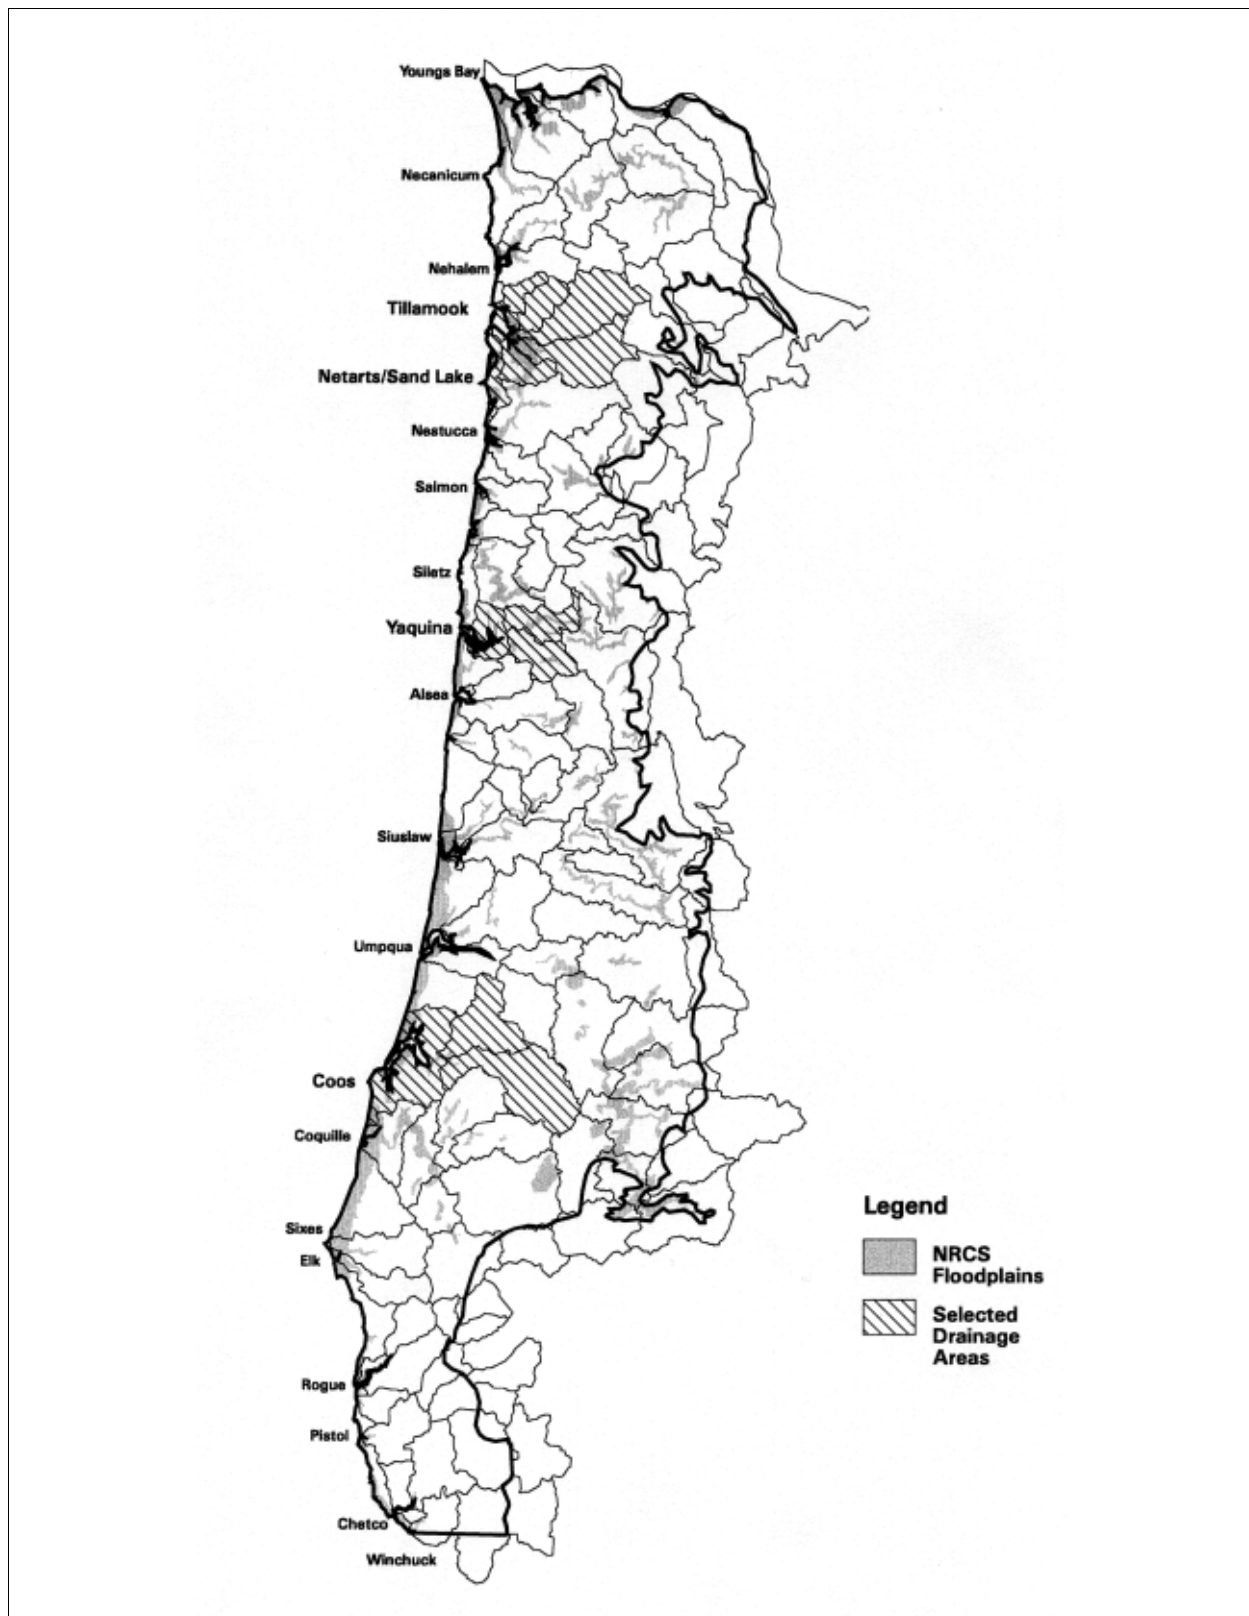 Youngs Bay
Necanicum
Nehalem
Tillamook
Netarts/Sand Lake
Nestucca
Salmon
Siletz
Yaquina
Alsea
Siuslaw
Umpqua
Coos
Coquille
Sixes
Elk
Rogue
Pistol
Chetco
Winchuck
Legend
NRCS
Floodplains
Selected
Drainage
Areas